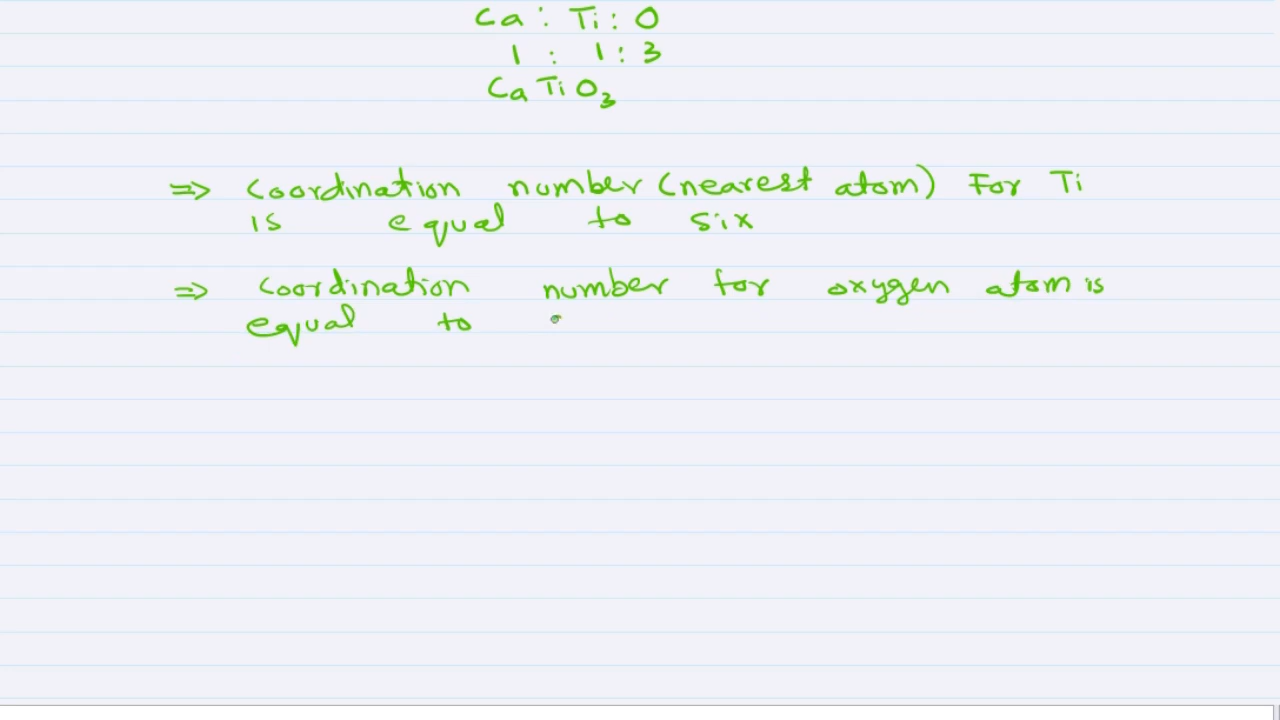 Ca : Ti : O
1 : 1 : 3
CaTiO3
=> Coordination number (nearest atom) For Ti
is equal to six
=> Coordination number for oxygen atom is
equal to